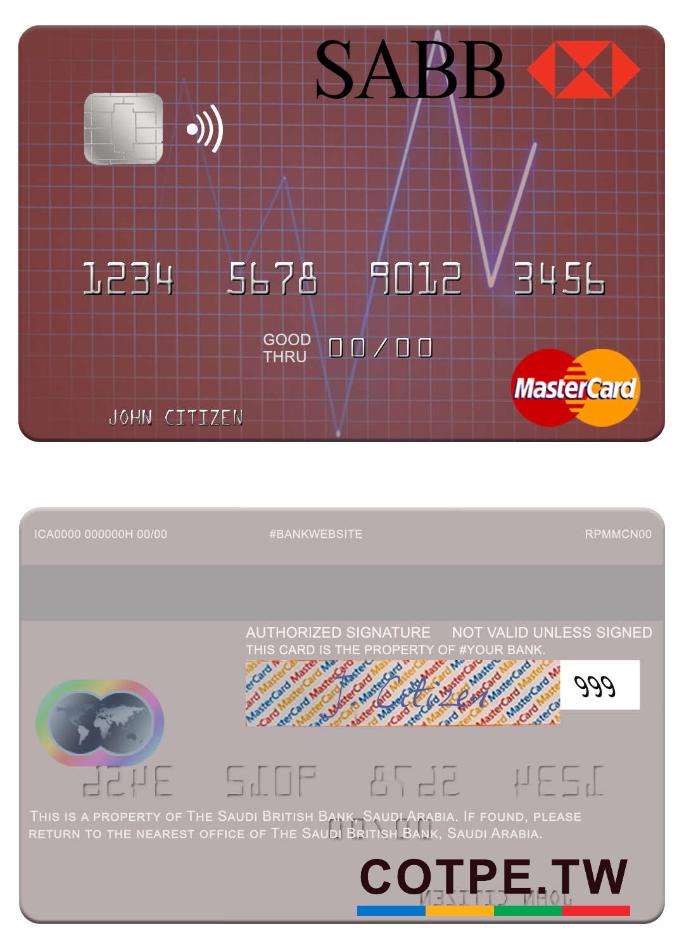 SABB
1234 5678 9012 3456
GOOD
THRU 00/00
MasterCard
JOHN CITIZEN
ICA0000 000000H 00/00 #BANKWEBSITE RPMMCN00
AUTHORIZED SIGNATURE NOT VALID UNLESS SIGNED
THIS CARD IS THE PROPERTY OF #YOUR BANK.
J. Citizen 999
THIS IS A PROPERTY OF THE SAUDI BRITISH BANK, SAUDI ARABIA. IF FOUND, PLEASE
RETURN TO THE NEAREST OFFICE OF THE SAUDI BRITISH BANK, SAUDI ARABIA.
COTPE.TW